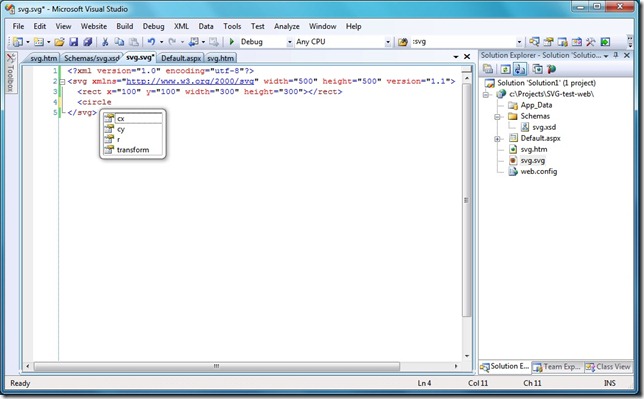 svg.svg* - Microsoft Visual Studio
File Edit View Website Build Debug XML Data Tools Test Analyze Window Help
Debug Any CPU :svg
svg.htm Schemas/svg.xsd svg.svg* Default.aspx svg.htm
Toolbox
1 <?xml version="1.0" encoding="utf-8"?>
2 <svg xmlns="http://www.w3.org/2000/svg" width="500" height="500" version="1.1">
3 <rect x="100" y="100" width="300" height="300"></rect>
4 <circle
5 </svg>
cx
cy
r
transform
Solution Explorer - C:\
Solution 'Solution1' (1 project)
c:\Projects\SVG-test-web\
App_Data
Schemas
svg.xsd
Default.aspx
svg.htm
svg.svg
web.config
Solution E... Team Exp... Class View
Ready Ln 4 Col 11 Ch 11 INS